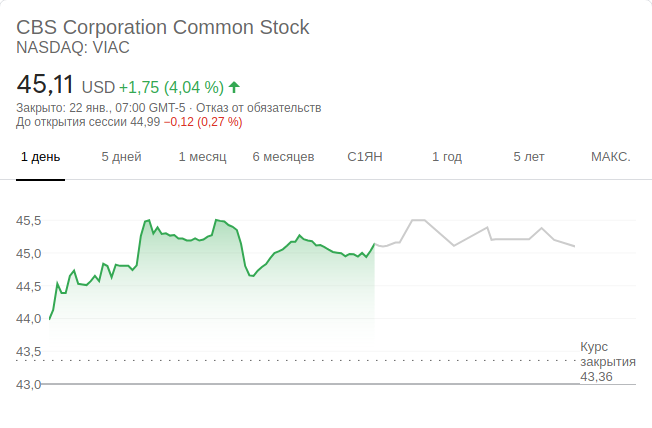 CBS Corporation Common Stock
NASDAQ: VIAC
45,11 USD +1,75 (4,04 %)
Закрыто: 22 янв., 07:00 GMT-5 · Отказ от обязательств
До открытия сессии 44,99 −0,12 (0,27 %)
1 день 5 дней 1 месяц 6 месяцев С1ЯН 1 год 5 лет МАКС.
45,5
45,0
44,5
44,0
43,5
43,0
Курс
закрытия
43,36